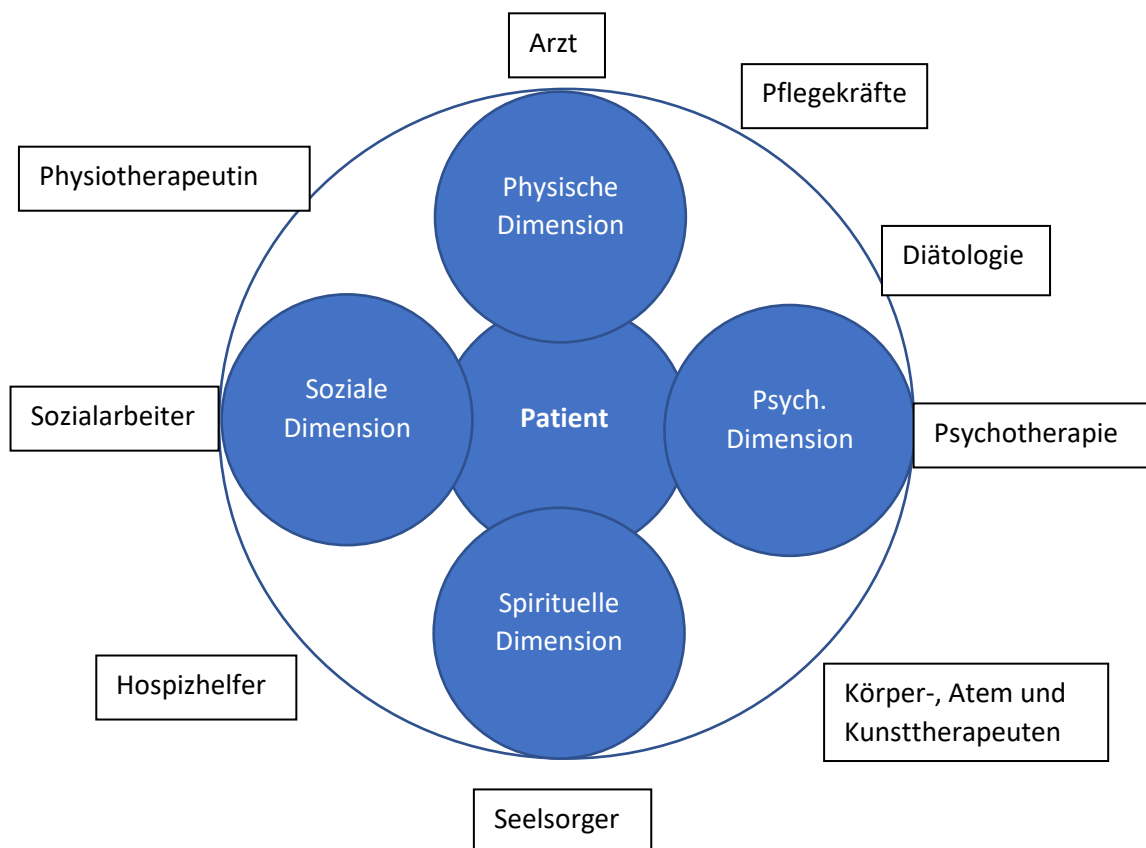 Arzt
Pflegekräfte
Physiotherapeutin
Physische
Dimension
Diätologie
Soziale
Dimension
Patient
Psych.
Dimension
Sozialarbeiter
Psychotherapie
Spirituelle
Dimension
Hospizhelfer
Körper-, Atem und
Kunsttherapeuten
Seelsorger